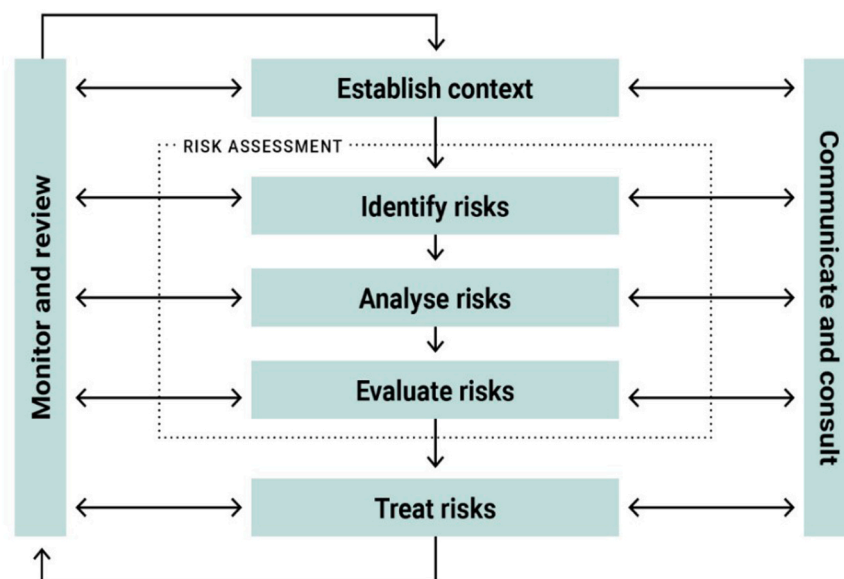 Establish context
RISK ASSESSMENT
Identify risks
Analyse risks
Evaluate risks
Treat risks
Monitor and review
Communicate and consult